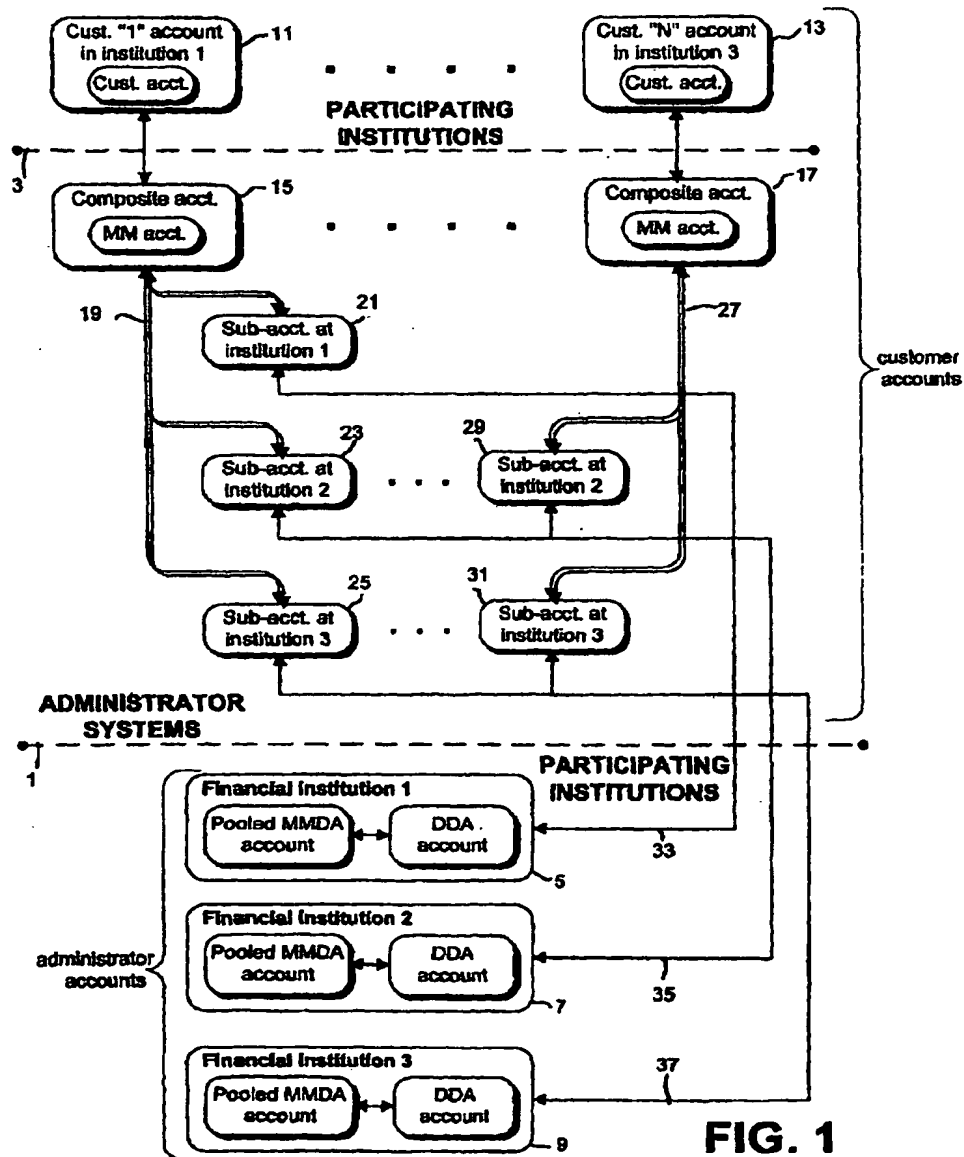 Cust. "1" account
in institution 1
Cust. acct.
11
Cust. "N" account
in institution 3
Cust. acct.
13
PARTICIPATING
INSTITUTIONS
3
Composite acct.
MM acct.
15
Composite acct.
MM acct.
17
19
27
Sub-acct. at
institution 1
21
customer
accounts
Sub-acct. at
institution 2
23
Sub-acct. at
institution 2
29
Sub-acct. at
institution 3
25
Sub-acct. at
institution 3
31
ADMINISTRATOR
SYSTEMS
1
PARTICIPATING
INSTITUTIONS
administrator
accounts
Financial institution 1
Pooled MMDA
account
DDA
account
5
33
Financial institution 2
Pooled MMDA
account
DDA
account
7
35
Financial institution 3
Pooled MMDA
account
DDA
account
9
37
FIG. 1